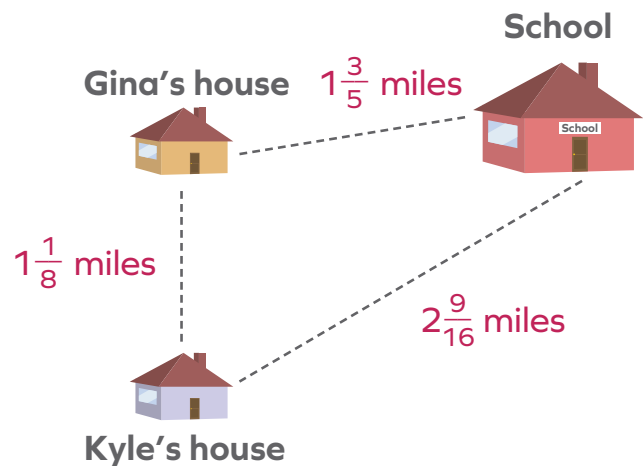 School
Gina's house
1 3/5 miles
School
1 1/8 miles
2 9/16 miles
Kyle's house